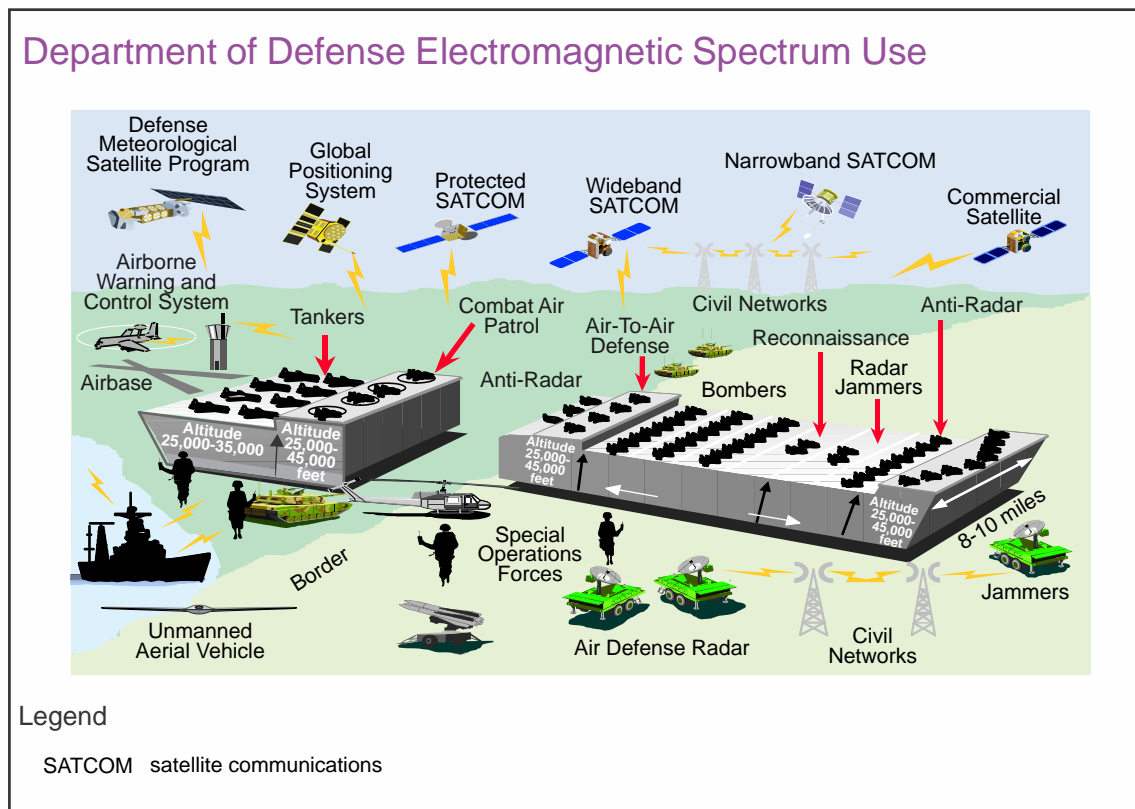 Department of Defense Electromagnetic Spectrum Use
Defense
Meteorological
Satellite Program
Global
Positioning
System
Protected
SATCOM
Wideband
SATCOM
Narrowband SATCOM
Commercial
Satellite
Airborne
Warning and
Control System
Tankers
Combat Air
Patrol
Air-To-Air
Defense
Civil Networks
Anti-Radar
Reconnaissance
Airbase
Anti-Radar
Bombers
Radar
Jammers
Altitude
25,000-35,000
Altitude
25,000-
45,000
feet
Altitude
25,000-
45,000
feet
Altitude
25,000-
45,000
feet
8-10 miles
Special
Operations
Forces
Border
Jammers
Unmanned
Aerial Vehicle
Air Defense Radar
Civil
Networks
Legend
SATCOM satellite communications